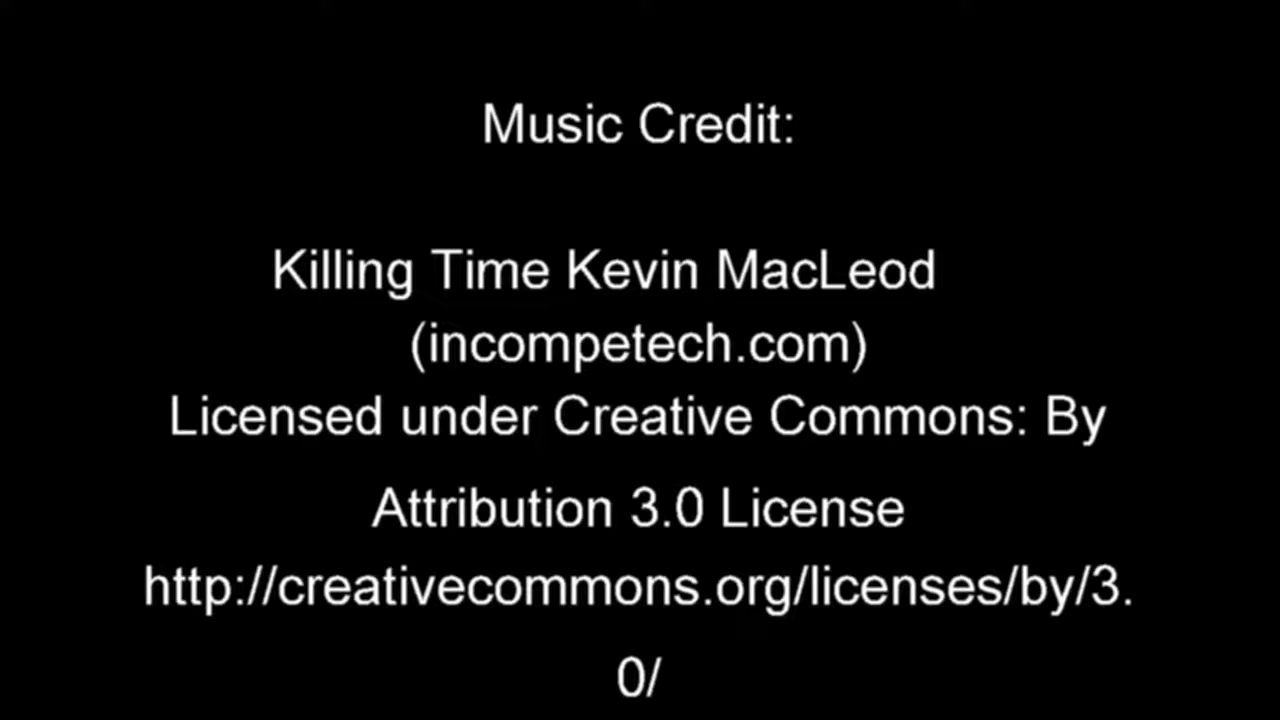 Music Credit:
Killing Time Kevin MacLeod
(incompetech.com)
Licensed under Creative Commons: By
Attribution 3.0 License
http://creativecommons.org/licenses/by/3.
0/